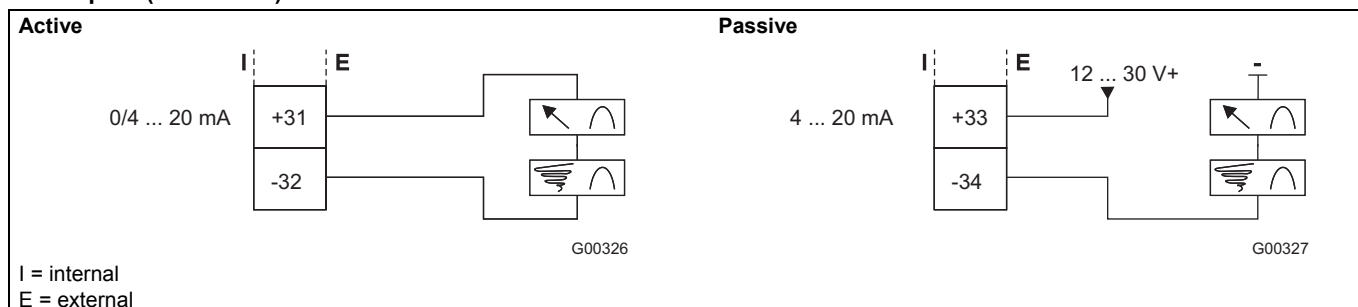 Active
I E
0/4 ... 20 mA
+31
-32
G00326
Passive
I E
12 ... 30 V+
-
4 ... 20 mA
+33
-34
G00327
I = internal
E = external